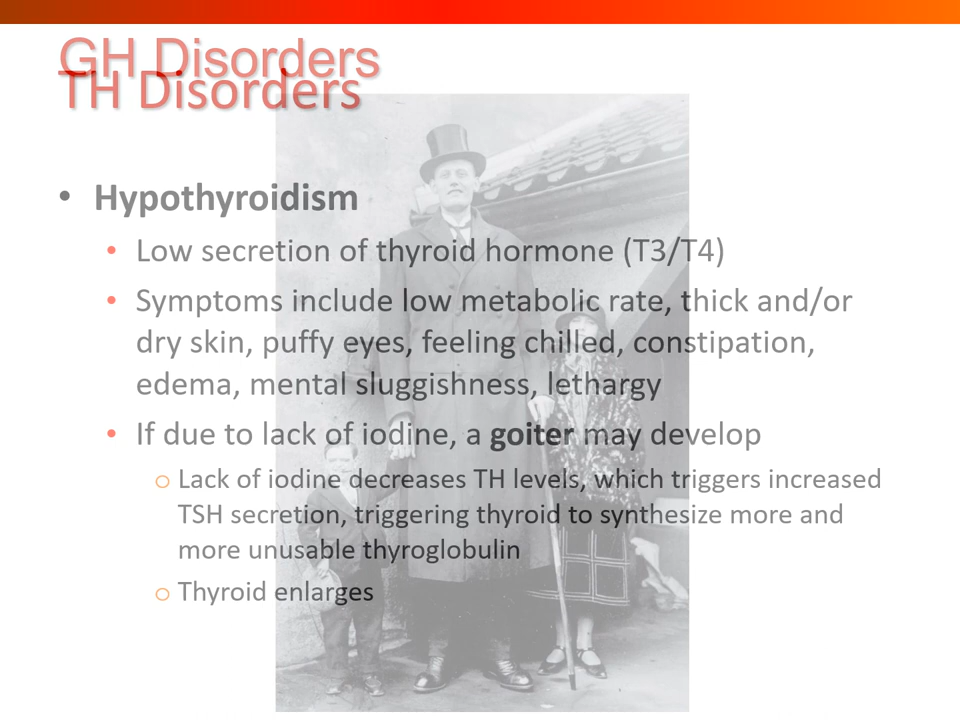 GH Disorders
TH Disorders
• Hypothyroidism
• Low secretion of thyroid hormone (T3/T4)
• Symptoms include low metabolic rate, thick and/or
dry skin, puffy eyes, feeling chilled, constipation,
edema, mental sluggishness, lethargy
• If due to lack of iodine, a goiter may develop
o Lack of iodine decreases TH levels, which triggers increased
TSH secretion, triggering thyroid to synthesize more and
more unusable thyroglobulin
o Thyroid enlarges